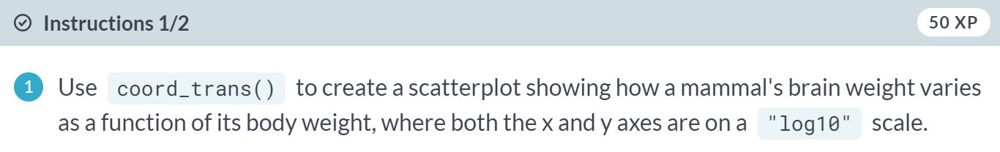 Instructions 1/2
50 XP
1
Use coord_trans() to create a scatterplot showing how a mammal's brain weight varies
as a function of its body weight, where both the x and y axes are on a "log10" scale.